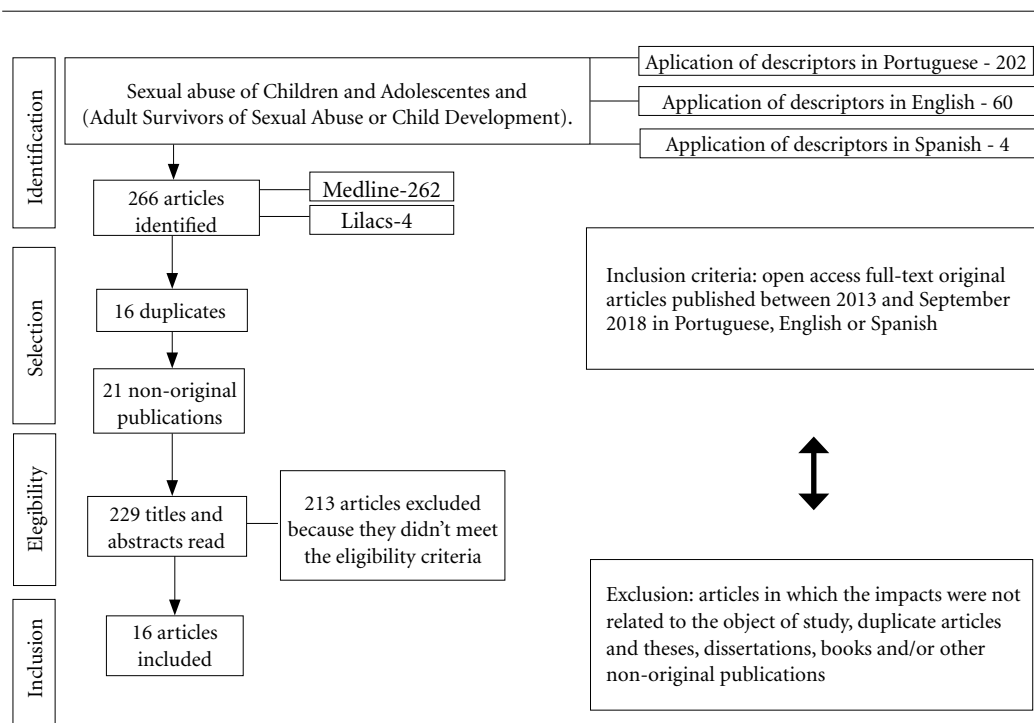 Identification
Sexual abuse of Children and Adolescentes and
(Adult Survivors of Sexual Abuse or Child Development).
Aplication of descriptors in Portuguese - 202
Application of descriptors in English - 60
Application of descriptors in Spanish - 4
266 articles
identified
Medline-262
Lilacs-4
Selection
16 duplicates
21 non-original
publications
Inclusion criteria: open access full-text original
articles published between 2013 and September
2018 in Portuguese, English or Spanish
Elegibility
229 titles and
abstracts read
213 articles excluded
because they didn't meet
the eligibility criteria
Inclusion
16 articles
included
Exclusion: articles in which the impacts were not
related to the object of study, duplicate articles
and theses, dissertations, books and/or other
non-original publications